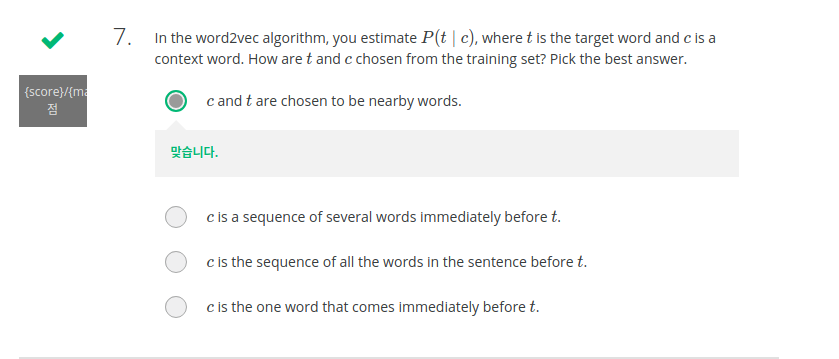 7. In the word2vec algorithm, you estimate P(t | c), where t is the target word and c is a
context word. How are t and c chosen from the training set? Pick the best answer.
{score}/{ma
점
c and t are chosen to be nearby words.
맞습니다.
c is a sequence of several words immediately before t.
c is the sequence of all the words in the sentence before t.
c is the one word that comes immediately before t.